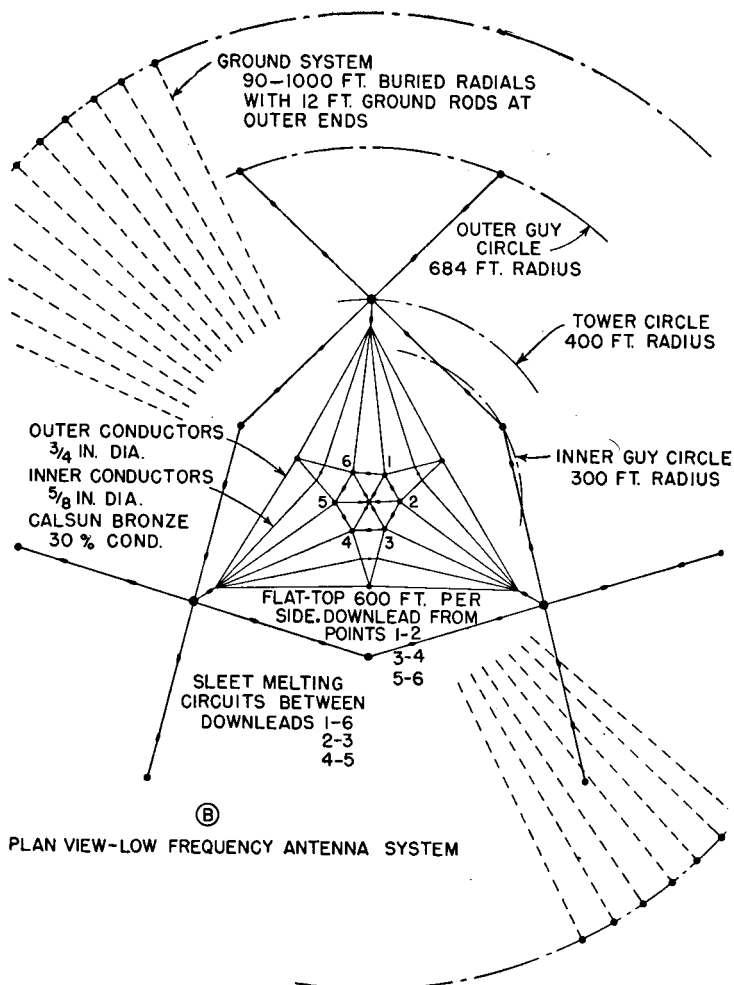 GROUND SYSTEM
90-1000 FT. BURIED RADIALS
WITH 12 FT. GROUND RODS AT
OUTER ENDS
OUTER GUY
CIRCLE
684 FT. RADIUS
TOWER CIRCLE
400 FT. RADIUS
OUTER CONDUCTORS
3/4 IN. DIA.
INNER CONDUCTORS
5/8 IN. DIA.
CALSUN BRONZE
30 % COND.
INNER GUY CIRCLE
300 FT. RADIUS
6 1
5 2
4 3
FLAT-TOP 600 FT. PER
SIDE. DOWNLEAD FROM
POINTS 1-2
3-4
5-6
SLEET MELTING
CIRCUITS BETWEEN
DOWNLEADS 1-6
2-3
4-5
B
PLAN VIEW-LOW FREQUENCY ANTENNA SYSTEM